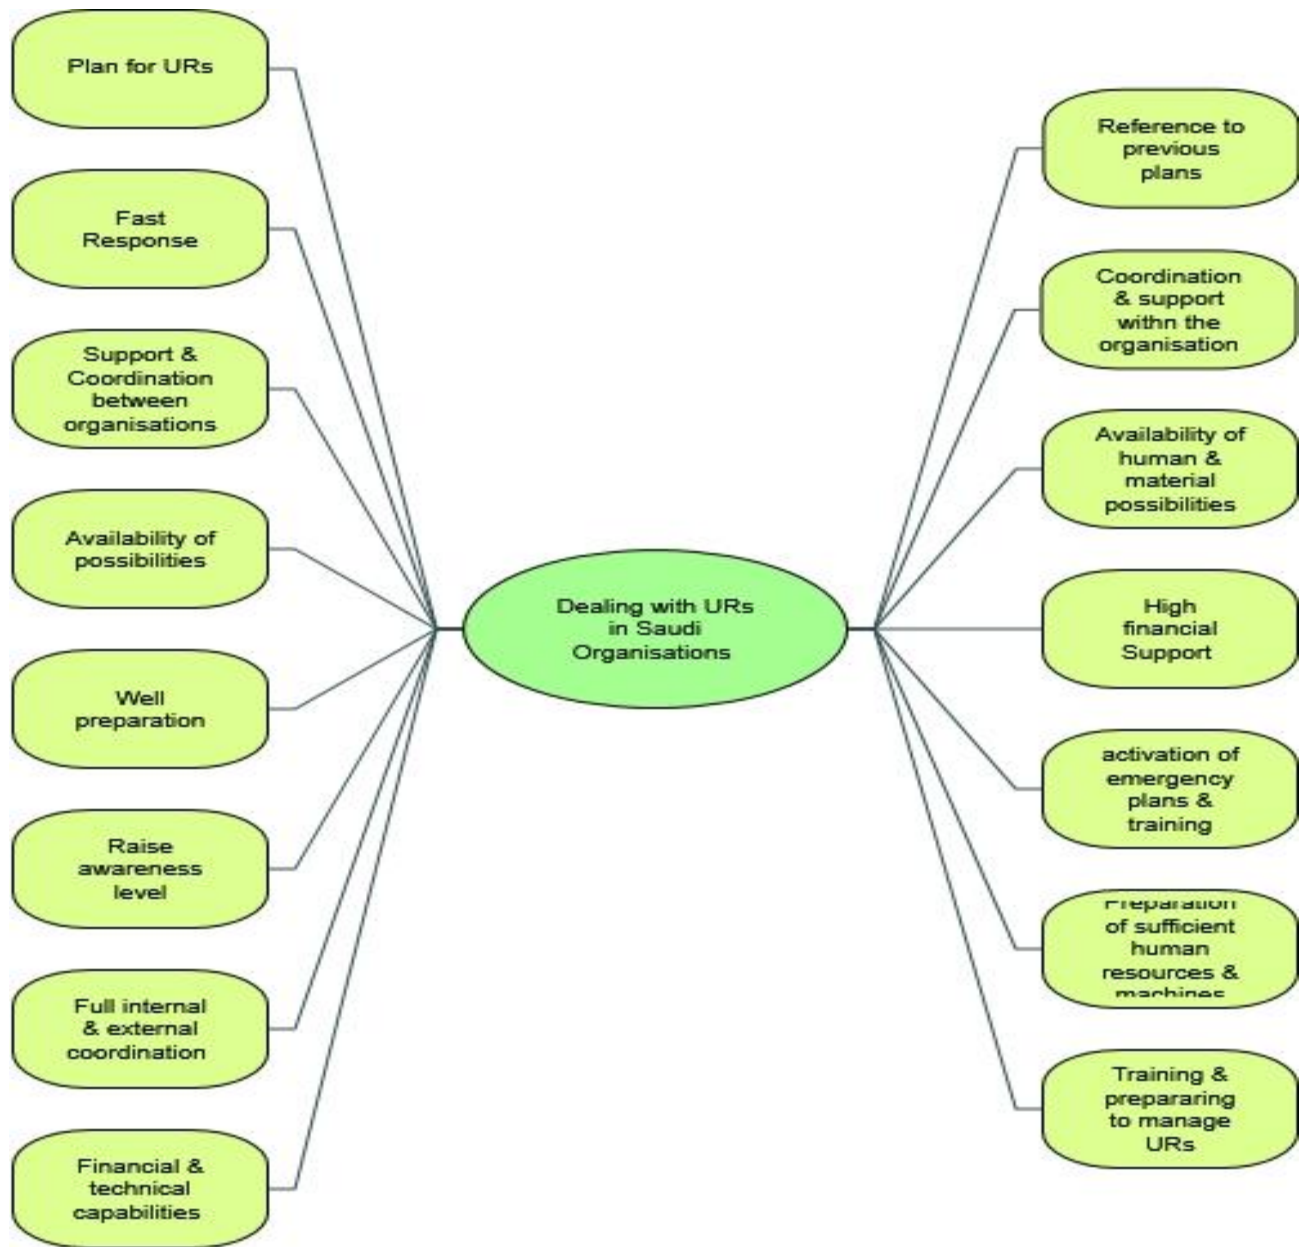 Plan for URs
Fast
Response
Support &
Coordination
between
organisations
Availability of
possibilities
Well
preparation
Raise
awareness
level
Full internal
& external
coordination
Financial &
technical
capabilities
Dealing with URs
in Saudi
Organisations
Reference to
previous
plans
Coordination
& support
withn the
organisation
Availability of
human &
material
possibilities
High
financial
Support
activation of
emergency
plans &
training
Preparation
of sufficient
human
resources &
machines
Training &
prepararing
to manage
URs